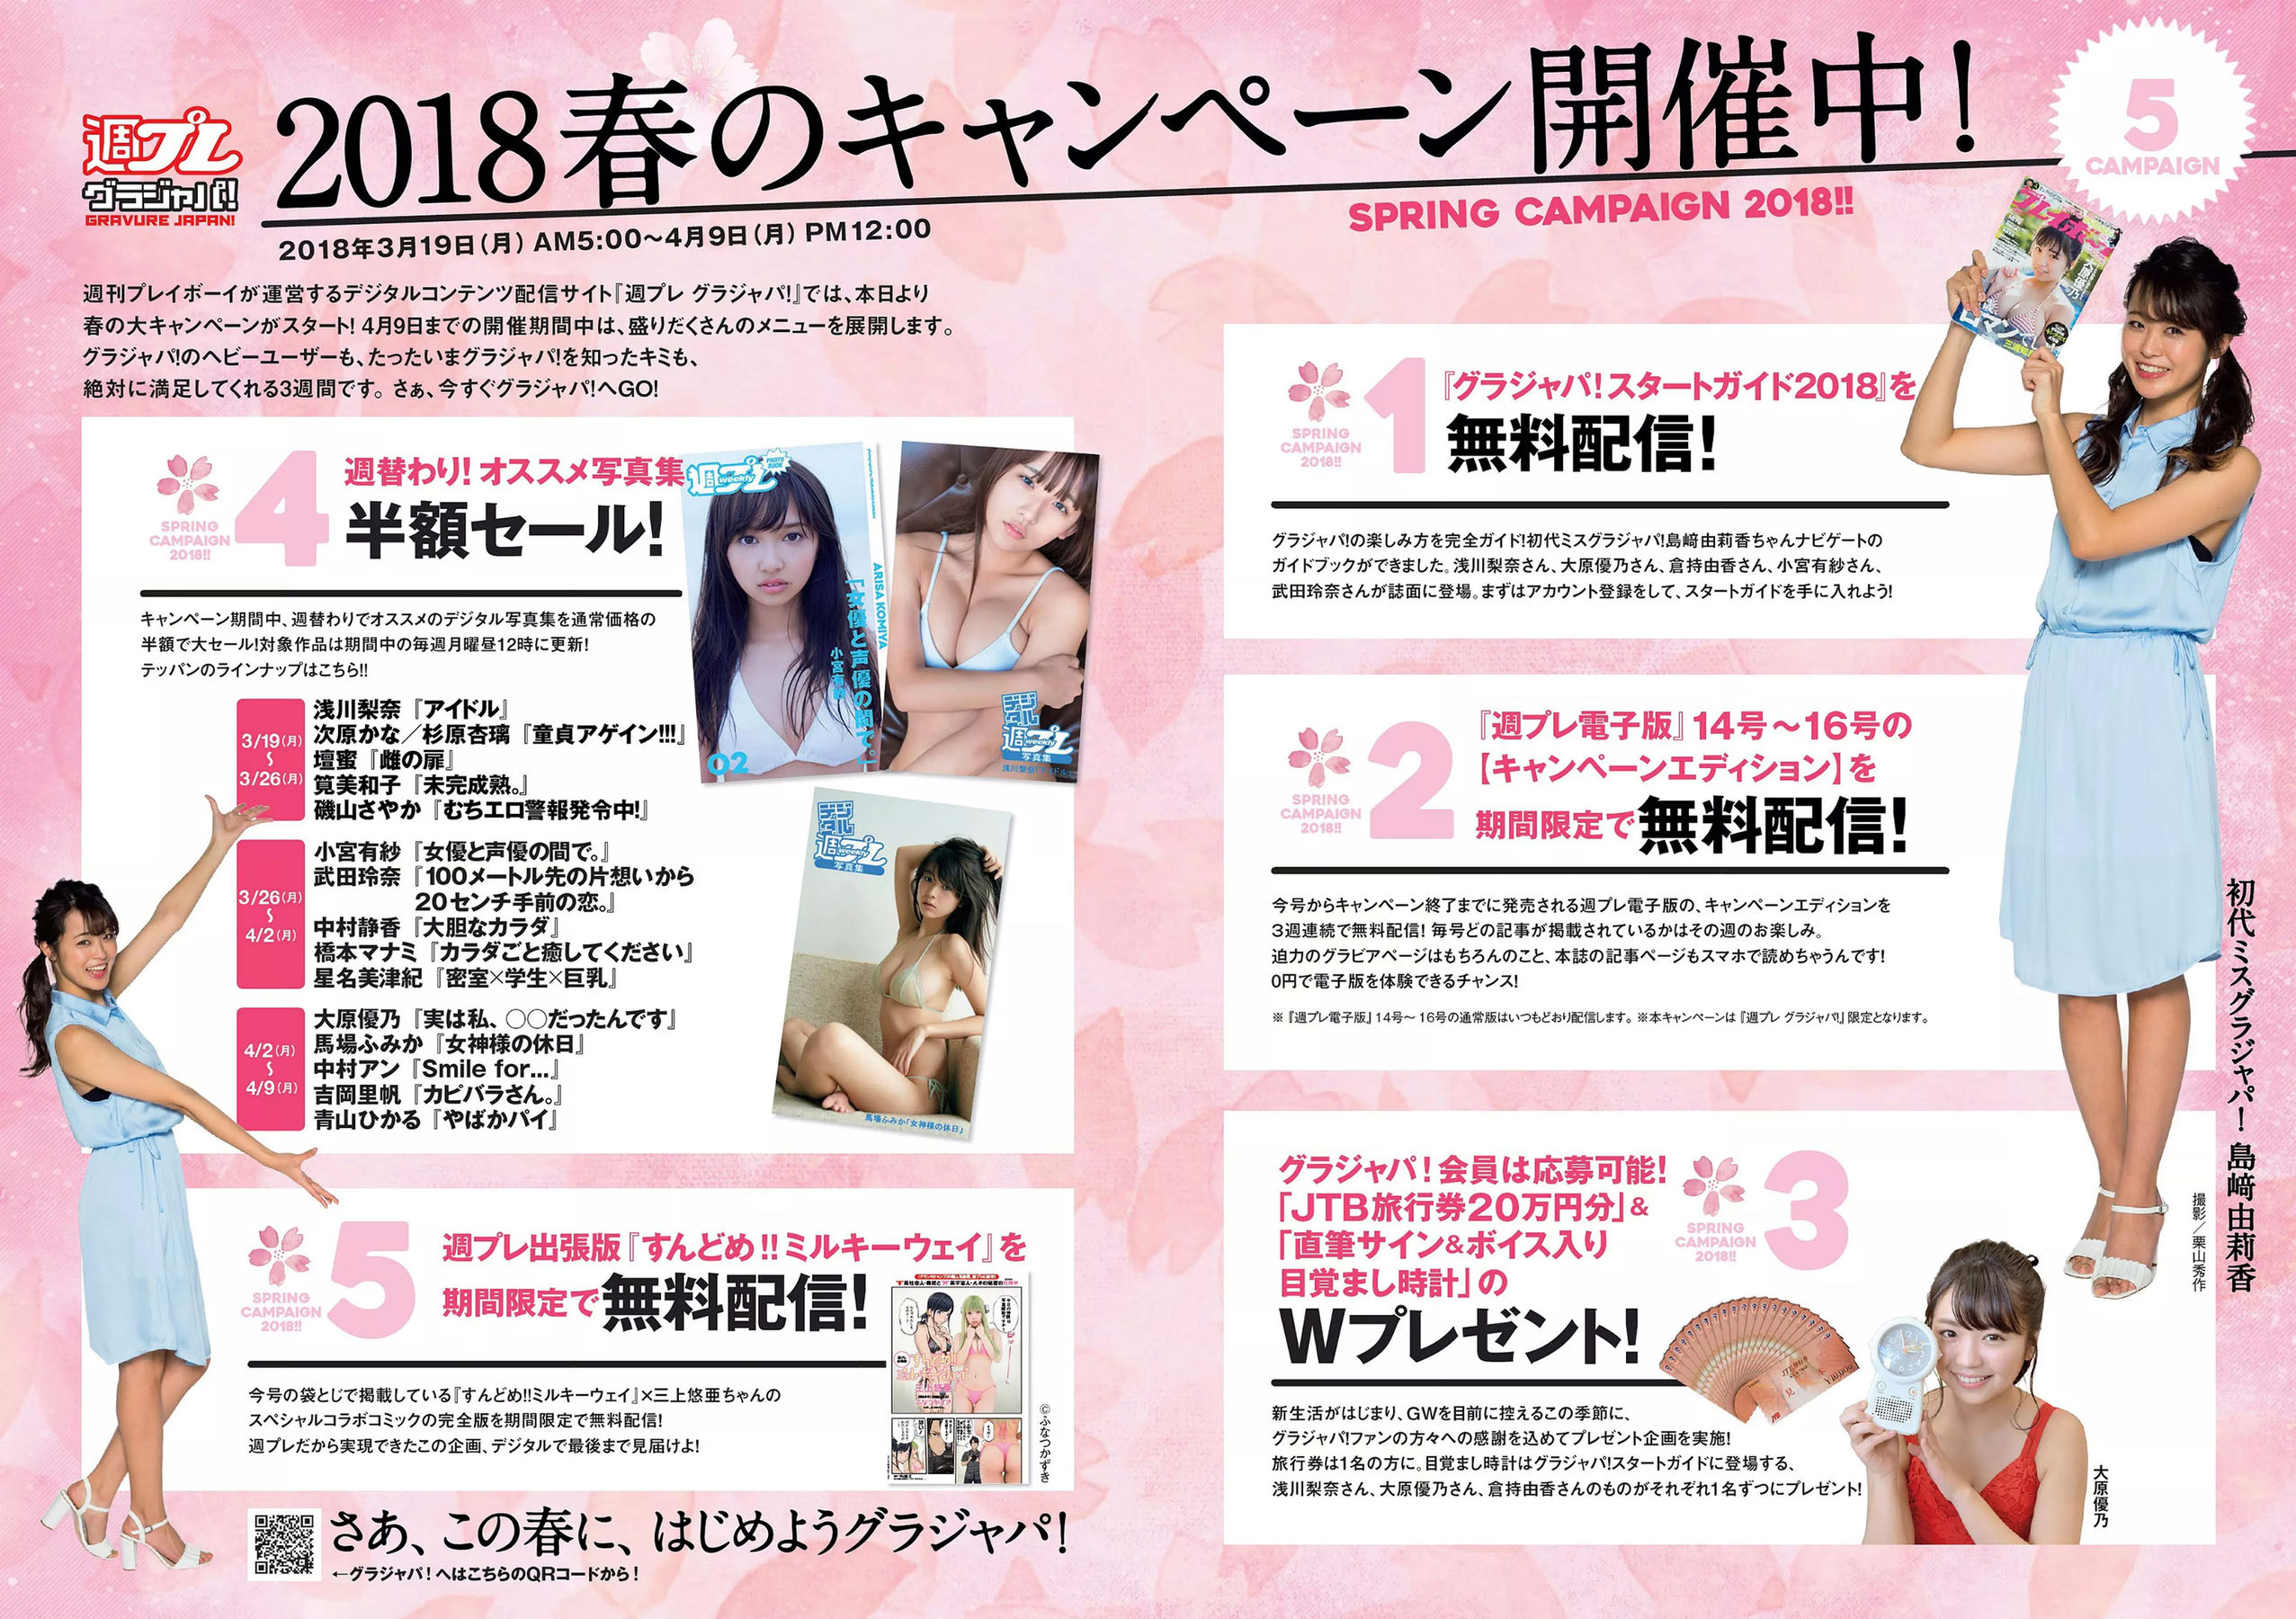 週プレ
グラジャパ!
GRAVURE JAPAN!
2018春のキャンペーン開催中!
SPRING CAMPAIGN 2018!!
5
CAMPAIGN
2018年3月19日(月) AM5:00〜4月9日(月) PM12:00
週刊プレイボーイが運営するデジタルコンテンツ配信サイト『週プレ グラジャパ!』では、本日より
春の大キャンペーンがスタート! 4月9日までの開催期間中は、盛りだくさんのメニューを展開します。
グラジャパ!のヘビーユーザーも、たったいまグラジャパ!を知ったキミも、
絶対に満足してくれる3週間です。さぁ、今すぐグラジャパ!へGO!
SPRING
CAMPAIGN
2018!!
1
『グラジャパ!スタートガイド2018』を
無料配信!
グラジャパ!の楽しみ方を完全ガイド!初代ミスグラジャパ!島﨑由莉香ちゃんナビゲートの
ガイドブックができました。浅川梨奈さん、大原優乃さん、倉持由香さん、小宮有紗さん、
武田玲奈さんが誌面に登場。まずはアカウント登録をして、スタートガイドを手に入れよう!
SPRING
CAMPAIGN
2018!!
2
『週プレ電子版』14号〜16号の
【キャンペーンエディション】を
期間限定で無料配信!
今号からキャンペーン終了までに発売される週プレ電子版の、キャンペーンエディションを
3週連続で無料配信! 毎号どの記事が掲載されているかはその週のお楽しみ。
迫力のグラビアページはもちろんのこと、本誌の記事ページもスマホで読めちゃうんです!
0円で電子版を体験できるチャンス!
※『週プレ電子版』14号〜16号の通常版はいつもどおり配信します。※本キャンペーンは『週プレ グラジャパ!』限定となります。
グラジャパ!会員は応募可能!
「JTB旅行券20万円分」&
「直筆サイン&ボイス入り
目覚まし時計」の
Wプレゼント!
SPRING
CAMPAIGN
2018!!
3
新生活がはじまり、GWを目前に控えるこの季節に、
グラジャパ!ファンの方々への感謝を込めてプレゼント企画を実施!
旅行券は1名の方に。目覚まし時計はグラジャパ!スタートガイドに登場する、
浅川梨奈さん、大原優乃さん、倉持由香さんのものがそれぞれ1名ずつにプレゼント!
大原優乃
初代ミスグラジャパ! 島﨑由莉香
撮影/栗山秀作
SPRING
CAMPAIGN
2018!!
4
週替わり! オススメ写真集
半額セール!
キャンペーン期間中、週替わりでオススメのデジタル写真集を通常価格の
半額で大セール!対象作品は期間中の毎週月曜昼12時に更新!
テッパンのラインナップはこちら!!
3/19(月)
〜
3/26(月)
浅川梨奈『アイドル』
次原かな/杉原杏璃『童貞アゲイン!!!』
壇蜜『雌の扉』
筧美和子『未完成熟。』
磯山さやか『むちエロ警報発令中!』
3/26(月)
〜
4/2(月)
小宮有紗『女優と声優の間で。』
武田玲奈『100メートル先の片想いから
20センチ手前の恋。』
中村静香『大胆なカラダ』
橋本マナミ『カラダごと癒してください』
星名美津紀『密室×学生×巨乳』
4/2(月)
〜
4/9(月)
大原優乃『実は私、○○だったんです』
馬場ふみか『女神様の休日』
中村アン『Smile for...』
吉岡里帆『カピバラさん。』
青山ひかる『やばかパイ』
週プレ
weekly
PHOTO
BOOK
ARISA KOMIYA
「女優と声優の間で。」
小宮有紗
02
デジタル
週プレ
weekly
写真集
デジタル
週プレ
weekly
写真集
馬場ふみか「女神様の休日」
SPRING
CAMPAIGN
2018!!
5
週プレ出張版『すんどめ!!ミルキーウェイ』を
期間限定で無料配信!
今号の袋とじで掲載している『すんどめ!!ミルキーウェイ』×三上悠亜ちゃんの
スペシャルコラボコミックの完全版を期間限定で無料配信!
週プレだから実現できたこの企画、デジタルで最後まで見届けよ!
©ふなつかずき
さあ、この春に、はじめようグラジャパ!
←グラジャパ! へはこちらのQRコードから!